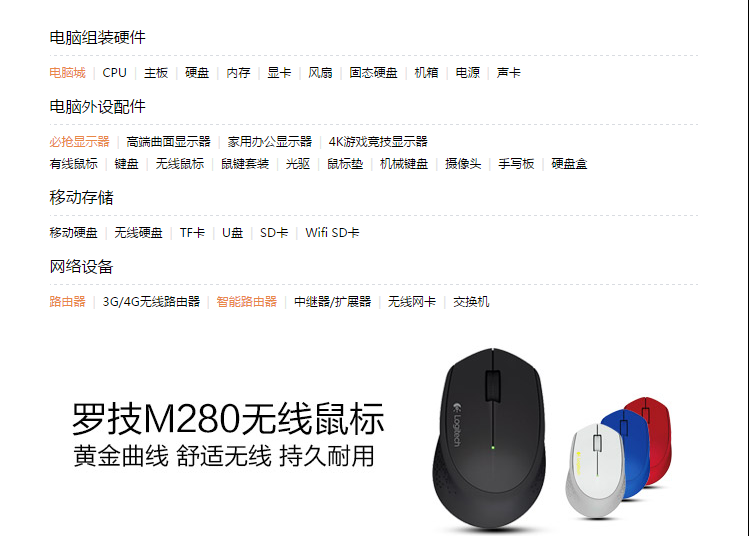 电脑组装硬件
电脑城 | CPU | 主板 | 硬盘 | 内存 | 显卡 | 风扇 | 固态硬盘 | 机箱 | 电源 | 声卡
电脑外设配件
必抢显示器 | 高端曲面显示器 | 家用办公显示器 | 4K游戏竞技显示器
有线鼠标 | 键盘 | 无线鼠标 | 鼠键套装 | 光驱 | 鼠标垫 | 机械键盘 | 摄像头 | 手写板 | 硬盘盒
移动存储
移动硬盘 | 无线硬盘 | TF卡 | U盘 | SD卡 | Wifi SD卡
网络设备
路由器 | 3G/4G无线路由器 | 智能路由器 | 中继器/扩展器 | 无线网卡 | 交换机
罗技M280无线鼠标
黄金曲线 舒适无线 持久耐用
Logitech